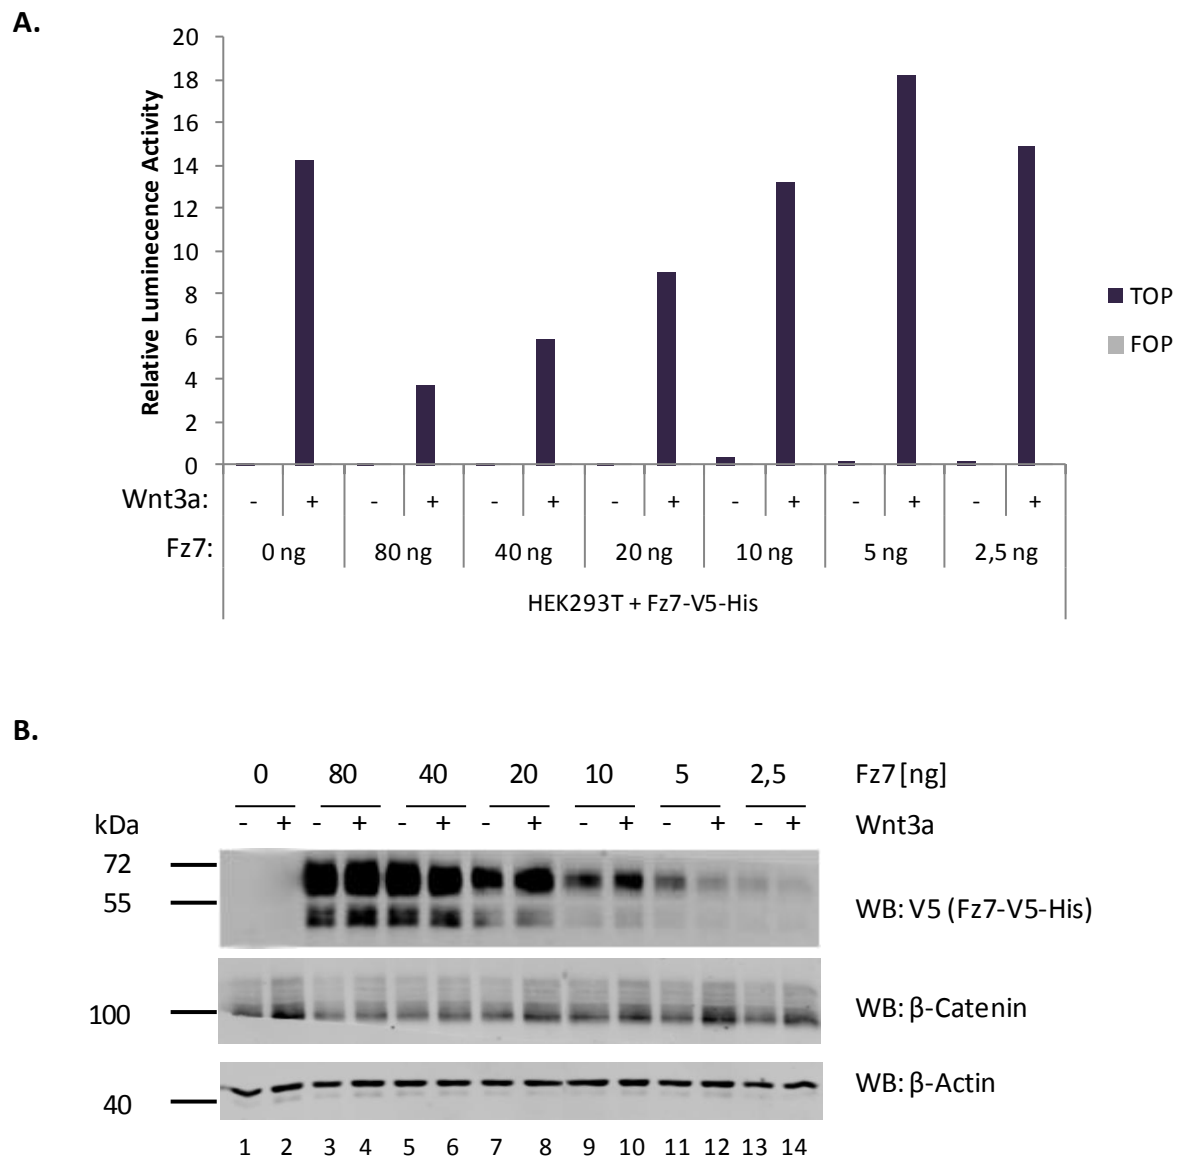 A.
Relative Luminecence Activity
20
18
16
14
12
10
8
6
4
2
0
TOP
FOP
Wnt3a: - + - + - + - + - + - + - +
Fz7: 0 ng 80 ng 40 ng 20 ng 10 ng 5 ng 2,5 ng
HEK293T + Fz7-V5-His
B.
0 80 40 20 10 5 2,5 Fz7 [ng]
kDa - + - + - + - + - + - + - + Wnt3a
72
55
WB: V5 (Fz7-V5-His)
100 WB: β-Catenin
WB: β-Actin
40
1 2 3 4 5 6 7 8 9 10 11 12 13 14